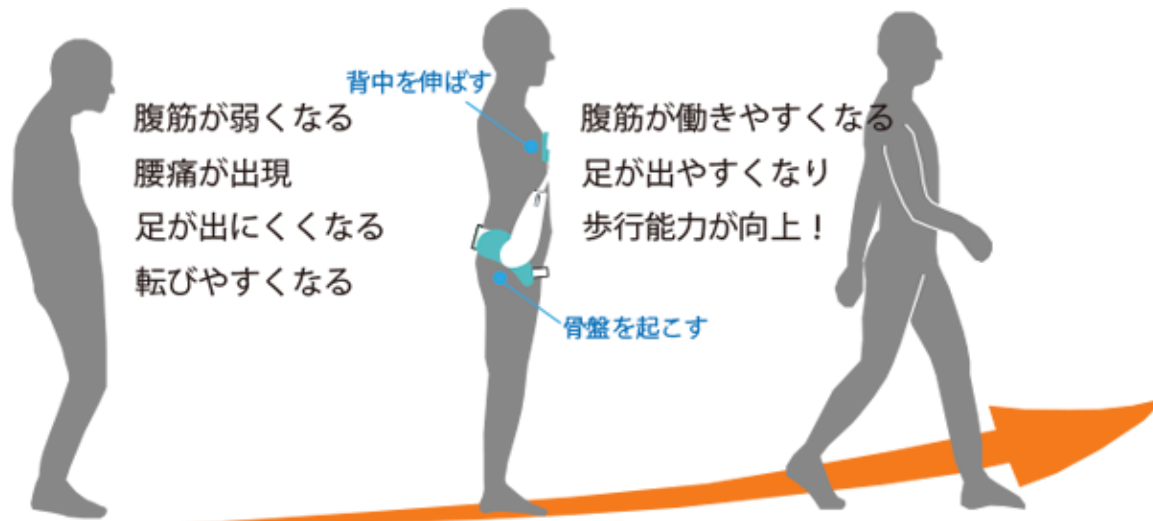 腹筋が弱くなる
腰痛が出現
足が出にくくなる
転びやすくなる
背中を伸ばす
骨盤を起こす
腹筋が働きやすくなる
足が出やすくなり
歩行能力が向上！